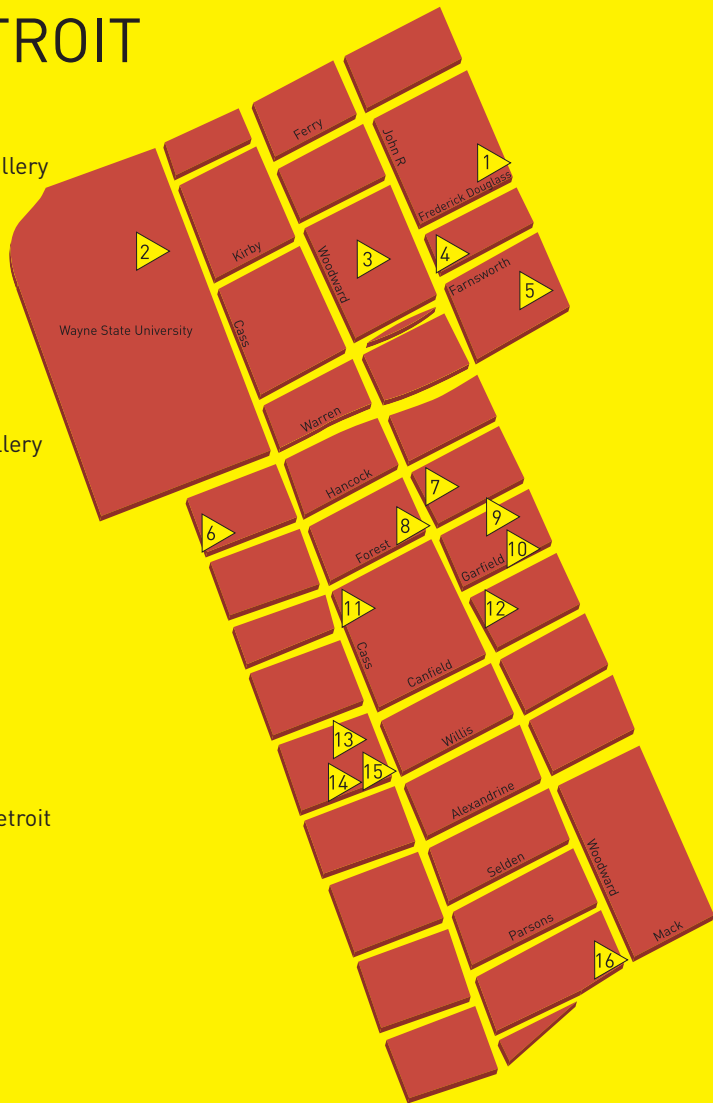 TROIT
llery
Ferry
John R
1
Frederick Douglass
2
Kirby
Woodward
3
4
Farnsworth
5
Wayne State University
Cass
Warren
llery
Hancock
7
6
8
Forest
9
Garfield
10
11
12
Cass
Canfield
Willis
13
14
15
Alexandrine
etroit
Selden
Woodward
Parsons
Mack
16